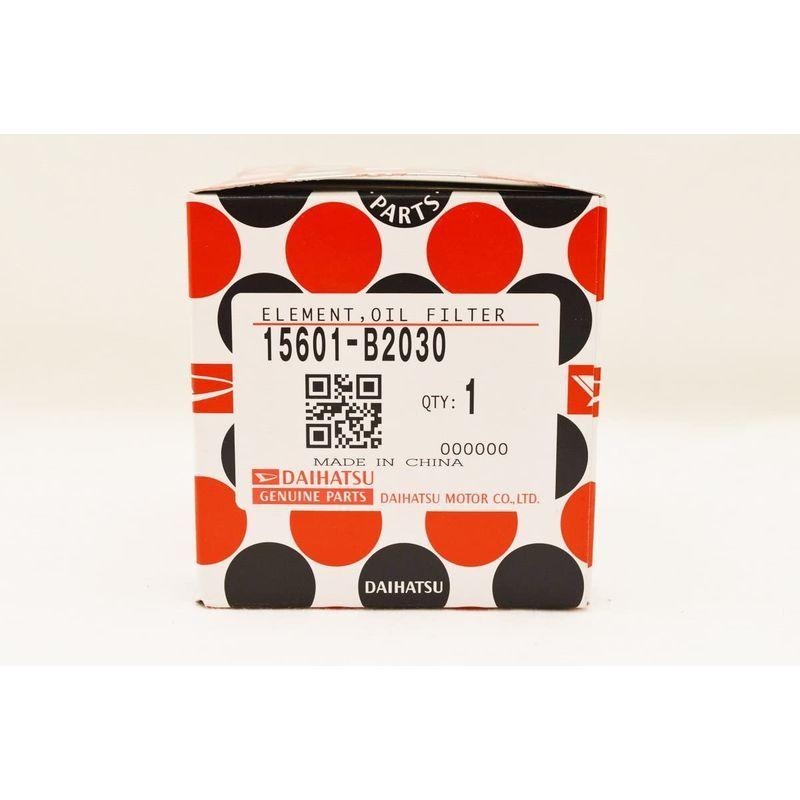 PARTS
ELEMENT,OIL FILTER
15601-B2030
QTY: 1
000000
MADE IN CHINA
DAIHATSU
GENUINE PARTS DAIHATSU MOTOR CO.,LTD.
DAIHATSU